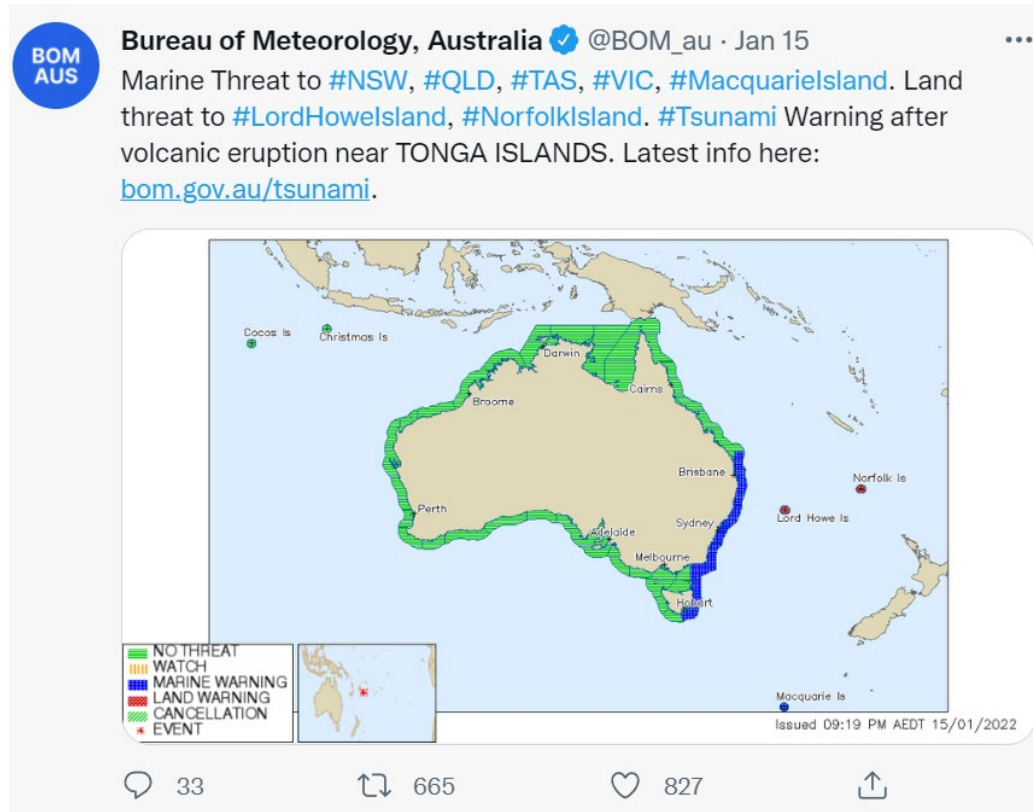 BOM
AUS
Bureau of Meteorology, Australia @BOM_au · Jan 15
Marine Threat to #NSW, #QLD, #TAS, #VIC, #MacquarieIsland. Land
threat to #LordHoweIsland, #NorfolkIsland. #Tsunami Warning after
volcanic eruption near TONGA ISLANDS. Latest info here:
bom.gov.au/tsunami.
Cocos Is
Christmas Is
Darwin
Cairns
Broome
Brisbane
Norfolk Is
Perth
Lord Howe Is
Sydney
Adelaide
Melbourne
Hobart
NO THREAT
WATCH
MARINE WARNING
LAND WARNING
CANCELLATION
EVENT
Macquarie Is
Issued 09:19 PM AEDT 15/01/2022
33 665 827